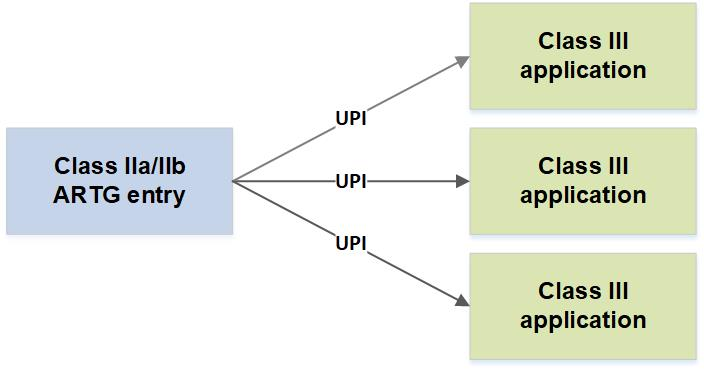 Class III
application
UPI
Class IIa/IIb
ARTG entry
UPI
Class III
application
UPI
Class III
application